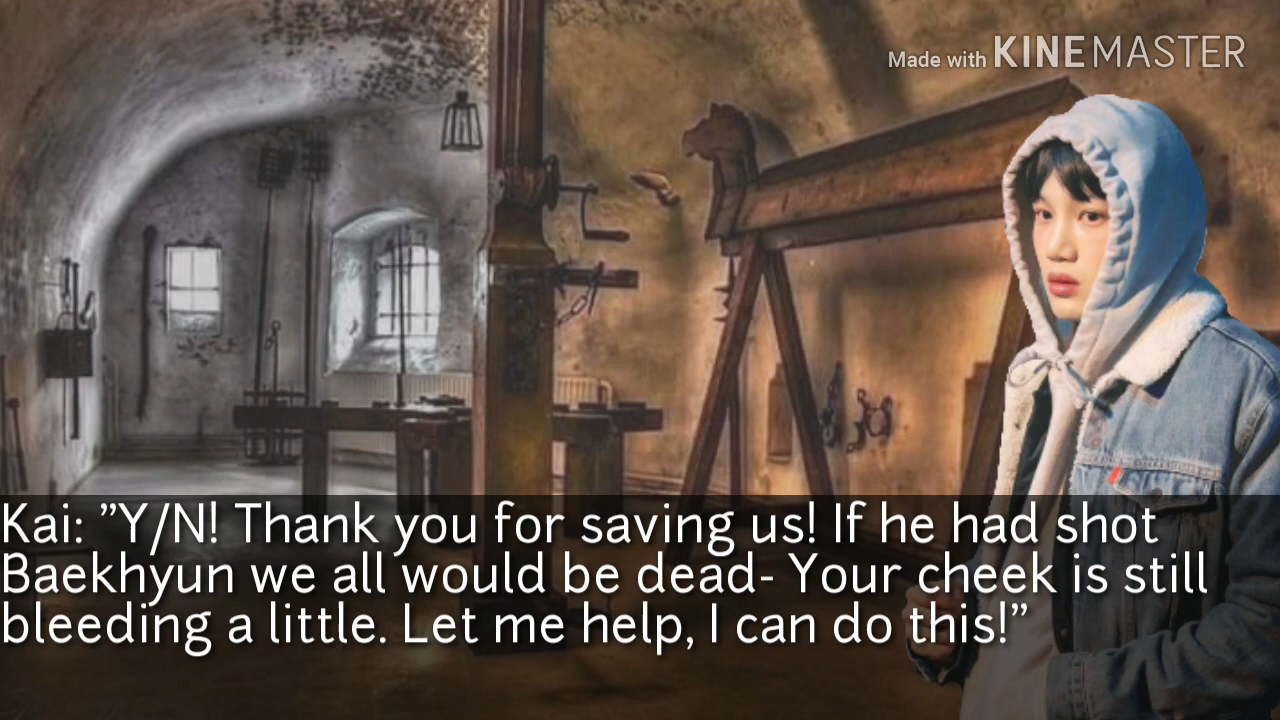 Made with KINEMASTER
Kai: ”Y/N! Thank you for saving us! If he had shot
Baekhyun we all would be dead- Your cheek is still
bleeding a little. Let me help, I can do this!”